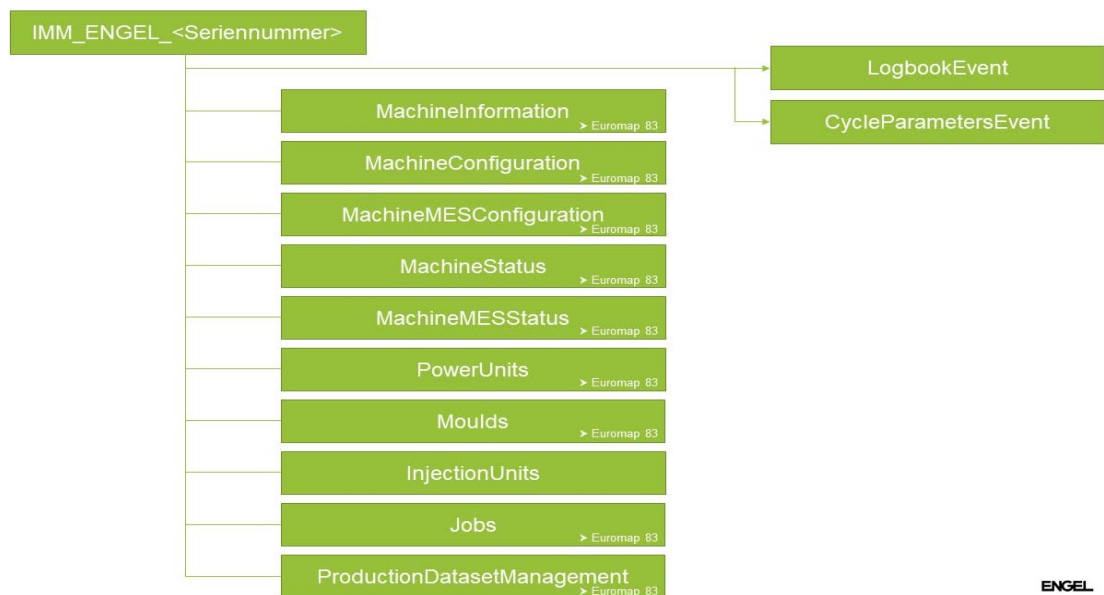 IMM_ENGEL_<Seriennummer>
LogbookEvent
CycleParametersEvent
MachineInformation
➤ Euromap 83
MachineConfiguration
➤ Euromap 83
MachineMESConfiguration
➤ Euromap 83
MachineStatus
➤ Euromap 83
MachineMESStatus
➤ Euromap 83
PowerUnits
➤ Euromap 83
Moulds
➤ Euromap 83
InjectionUnits
Jobs
➤ Euromap 83
ProductionDatasetManagement
➤ Euromap 83
ENGEL